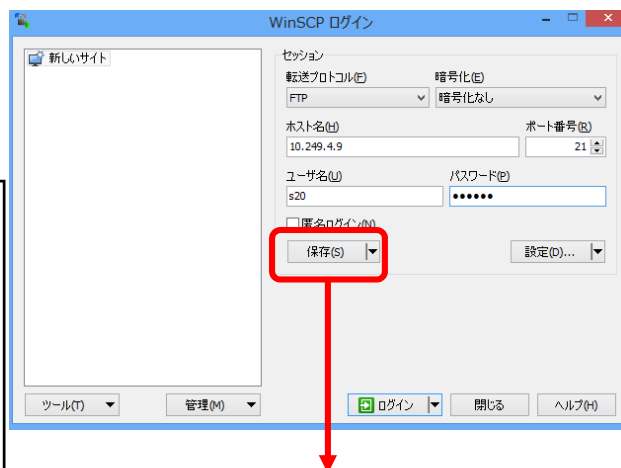 WinSCP ログイン
新しいサイト
セッション
転送プロトコル(F)
暗号化(E)
FTP
暗号化なし
ホスト名(H)
ポート番号(R)
10.249.4.9
21
ユーザ名(U)
パスワード(P)
s20
●●●●●●
匿名ログイン(N)
保存(S)
設定(D)...
ツール(T)
管理(M)
ログイン
閉じる
ヘルプ(H)